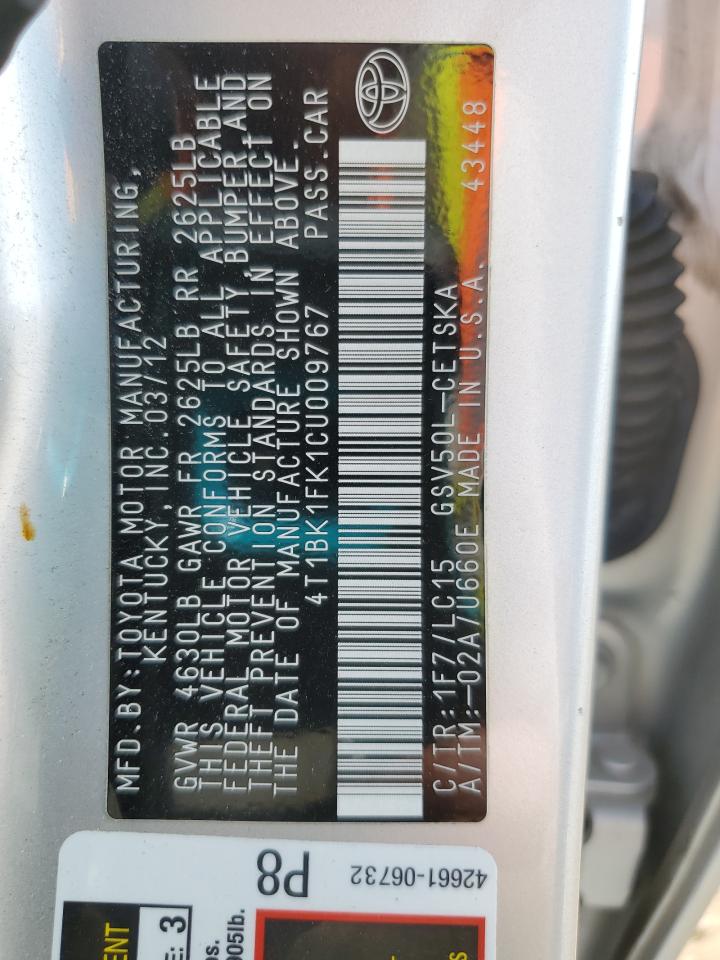 MFD.BY:TOYOTA MOTOR MANUFACTURING,
KENTUCKY, INC. 03/12
GVWR 4630LB GAWR FR 2625LB RR 2625LB
THIS VEHICLE CONFORMS TO ALL APPLICABLE
FEDERAL MOTOR VEHICLE SAFETY, BUMPER, AND
THEFT PREVENTION STANDARDS IN EFFECT ON
THE DATE OF MANUFACTURE SHOWN ABOVE.
4T1BK1FK1CU009767 PASS.CAR
C/TR:1F7/LC15 GSV50L-CETSKA
A/TM:-02A/U660E MADE IN U.S.A. 43448
P8
42661-06732
3
005lb.